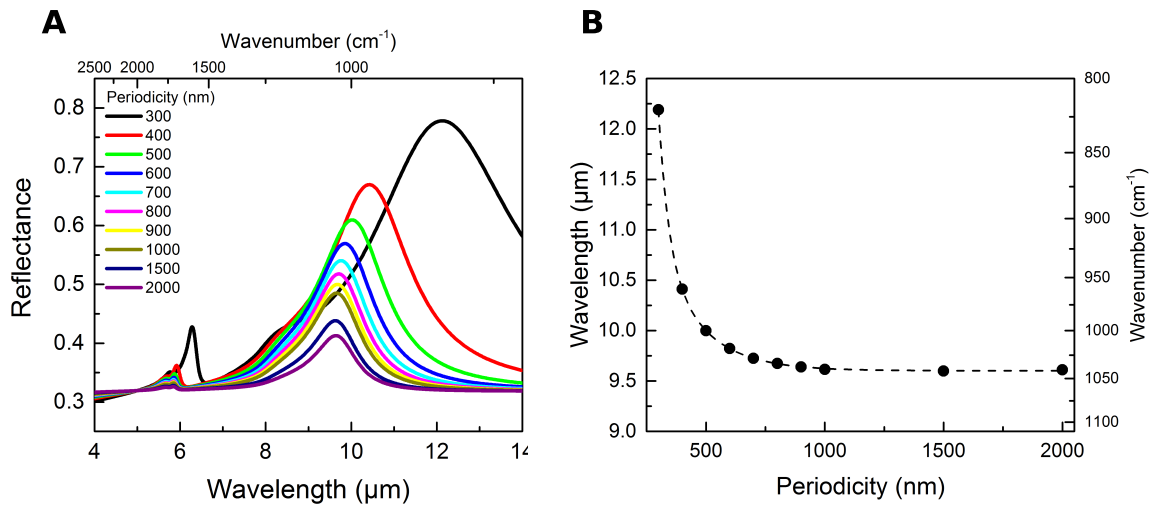 A
Wavenumber (cm-1)
2500 2000 1500 1000
Periodicity (nm)
300
400
500
600
700
800
900
1000
1500
2000
Reflectance
0.8
0.7
0.6
0.5
0.4
0.3
4 6 8 10 12 14
Wavelength (μm)
B
Wavelength (μm)
12.5
12.0
11.5
11.0
10.5
10.0
9.5
9.0
800
850
900
950
1000
1050
1100
Wavenumber (cm-1)
500 1000 1500 2000
Periodicity (nm)